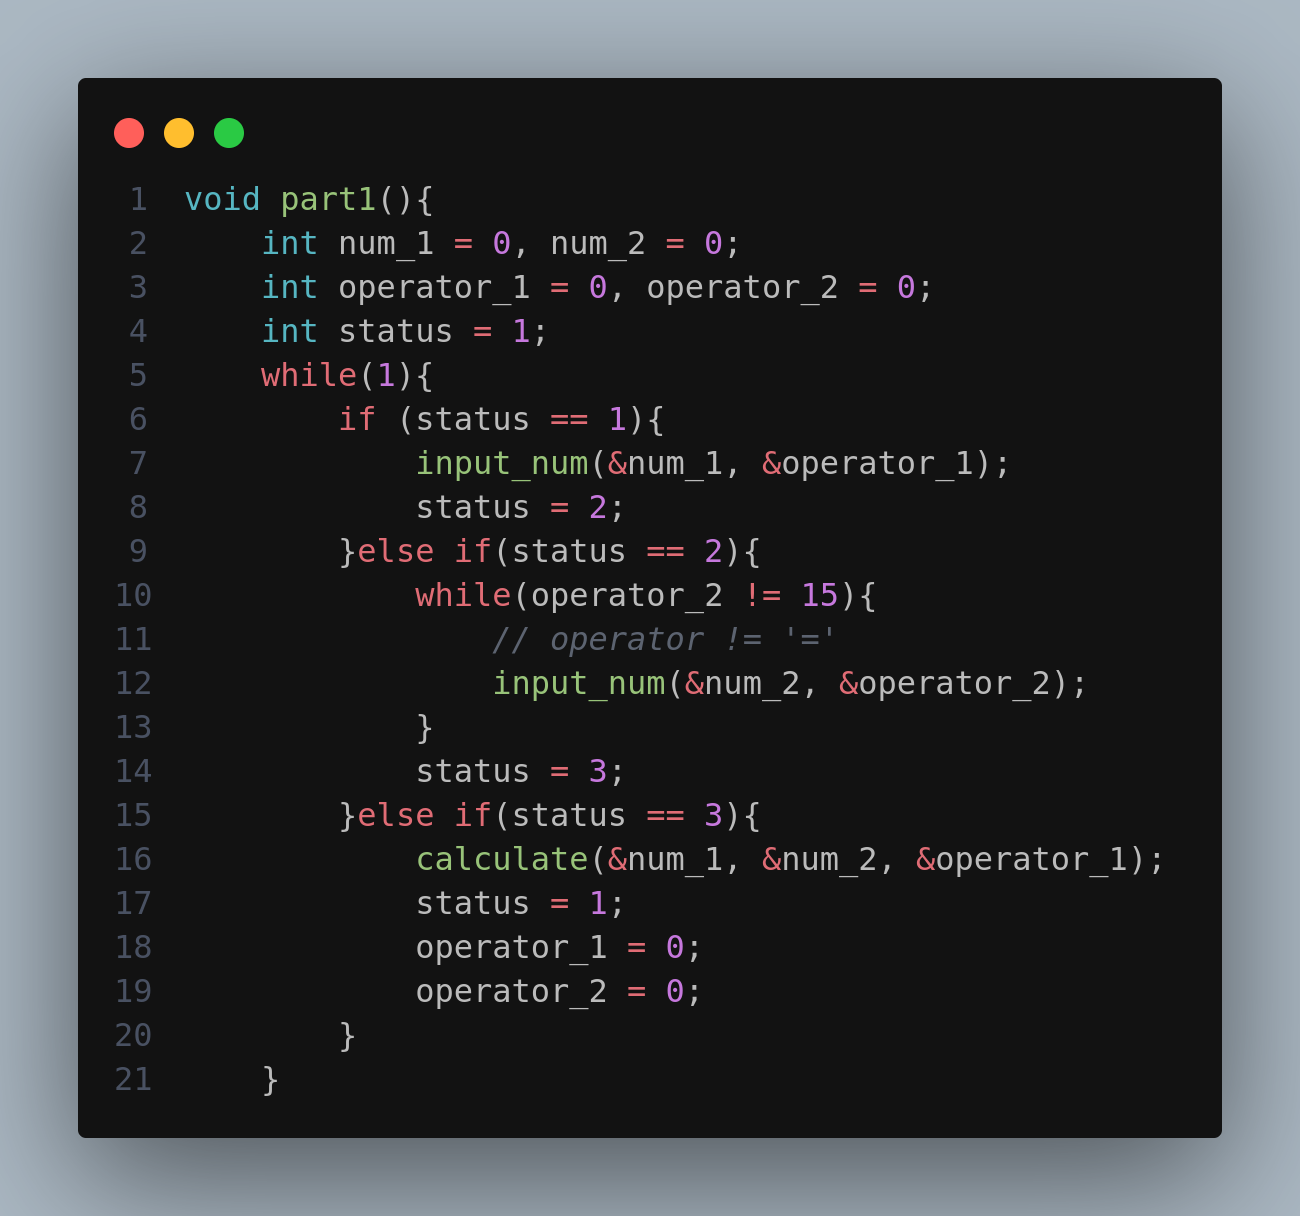 1 void part1(){
2     int num_1 = 0, num_2 = 0;
3     int operator_1 = 0, operator_2 = 0;
4     int status = 1;
5     while(1){
6         if (status == 1){
7             input_num(&num_1, &operator_1);
8             status = 2;
9         }else if(status == 2){
10             while(operator_2 != 15){
11                 // operator != '='
12                 input_num(&num_2, &operator_2);
13             }
14             status = 3;
15         }else if(status == 3){
16             calculate(&num_1, &num_2, &operator_1);
17             status = 1;
18             operator_1 = 0;
19             operator_2 = 0;
20         }
21     }